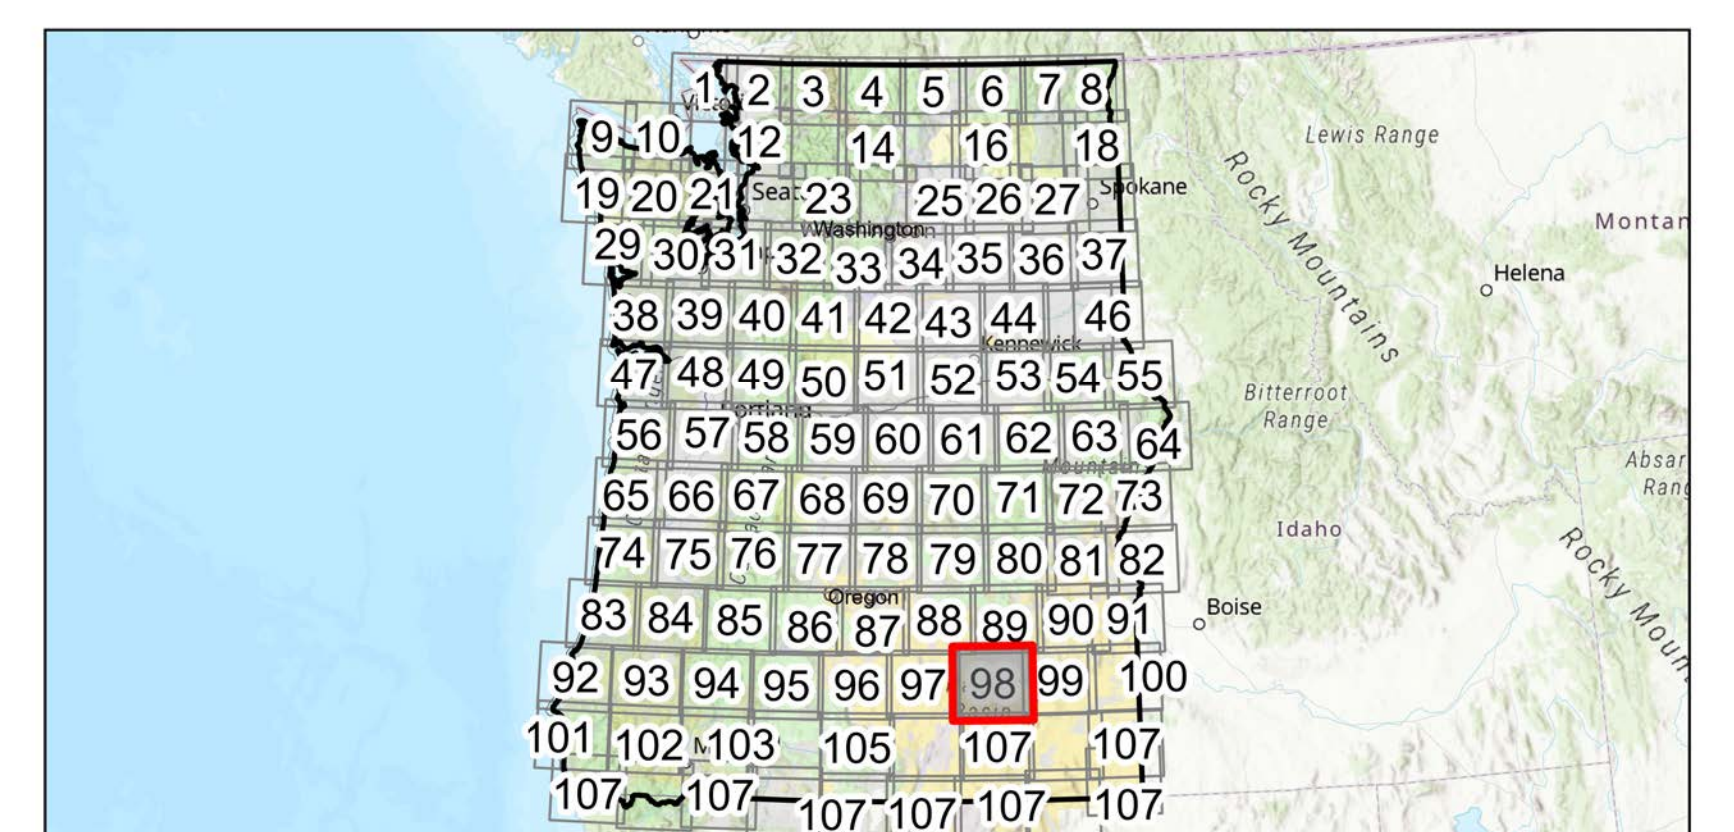 1 2 3 4 5 6 7 8
Lewis Range
9 10 12 14 16 18
Rocky Mountains
19 20 21 Seat 23 25 26 27 Spokane
Washington
Montan
29 30 31 32 33 34 35 36 37
Helena
38 39 40 41 42 43 44 46
Kennewick
47 48 49 50 51 52 53 54 55
Bitterroot
Range
Portland
56 57 58 59 60 61 62 63 64
Mountain
Absar
Rang
65 66 67 68 69 70 71 72 73
Idaho
74 75 76 77 78 79 80 81 82
Rocky Moun
Oregon
83 84 85 86 87 88 89 90 91
Boise
92 93 94 95 96 97 98 99 100
Basin
101 102 M 103 105 107 107
107 107 107 107 107 107